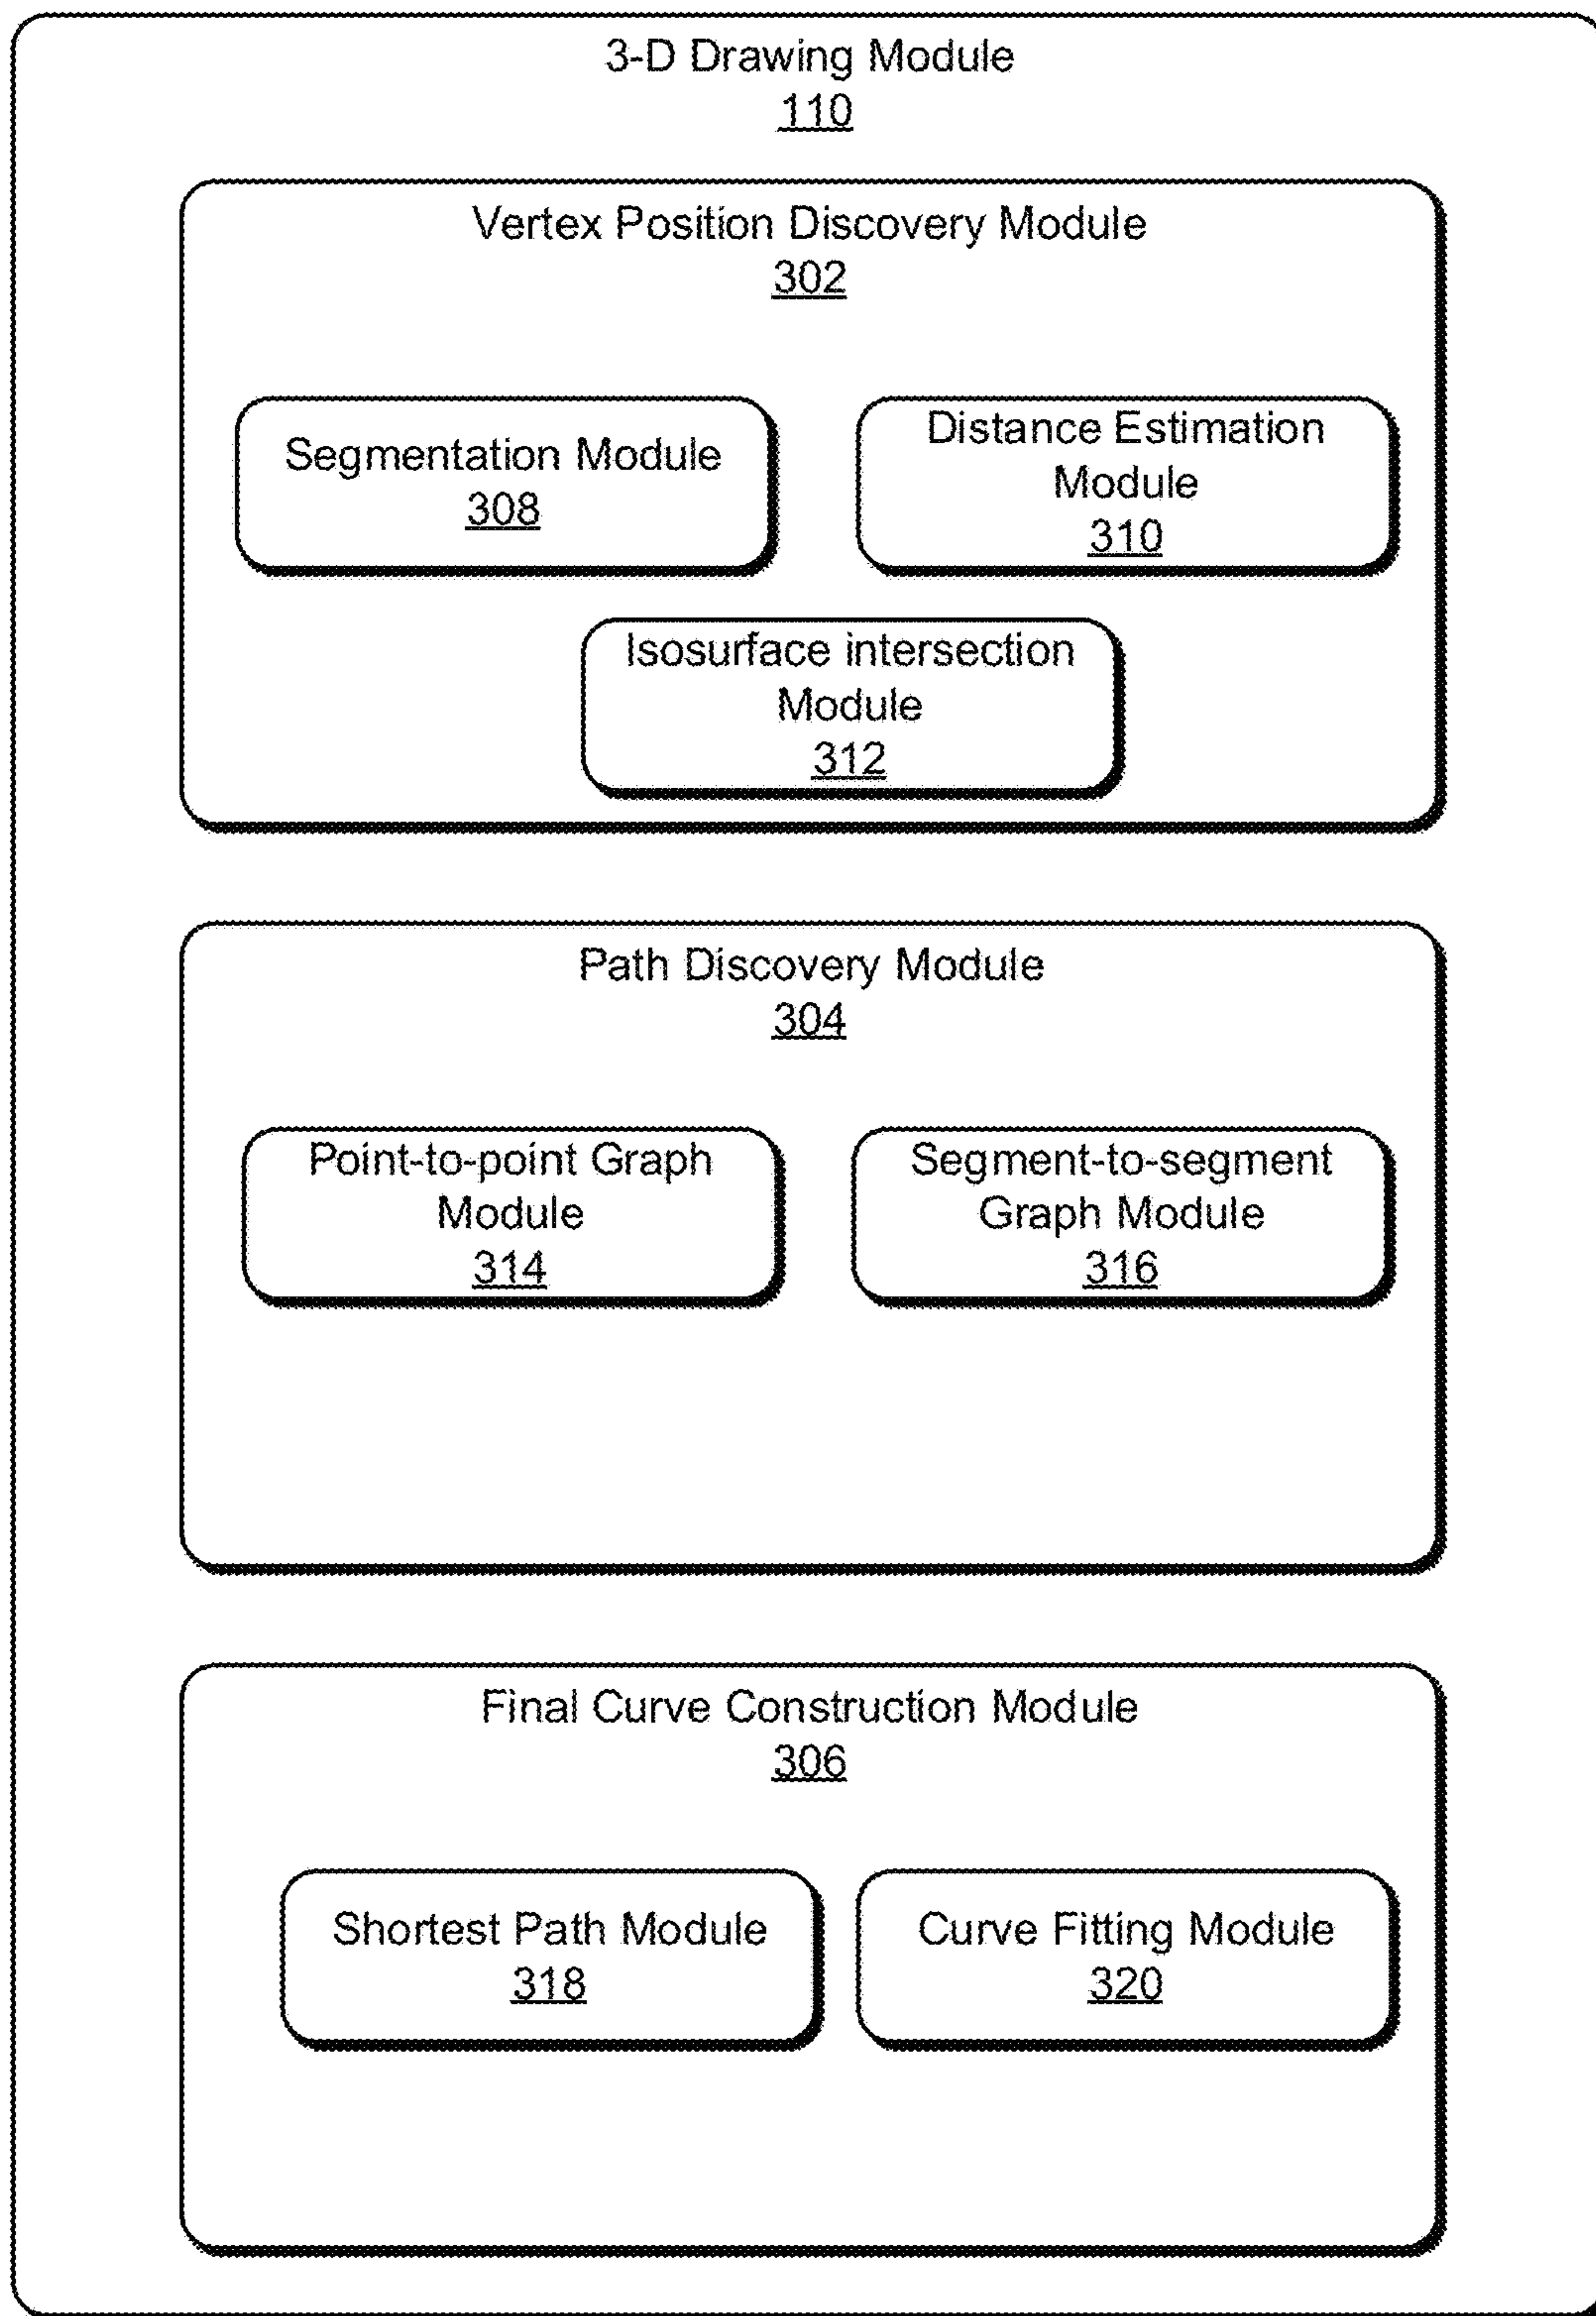 3-D Drawing Module
110
Vertex Position Discovery Module
302
Segmentation Module
308
Distance Estimation
Module
310
Isosurface intersection
Module
312
Path Discovery Module
304
Point-to-point Graph
Module
314
Segment-to-segment
Graph Module
316
Final Curve Construction Module
306
Shortest Path Module
318
Curve Fitting Module
320